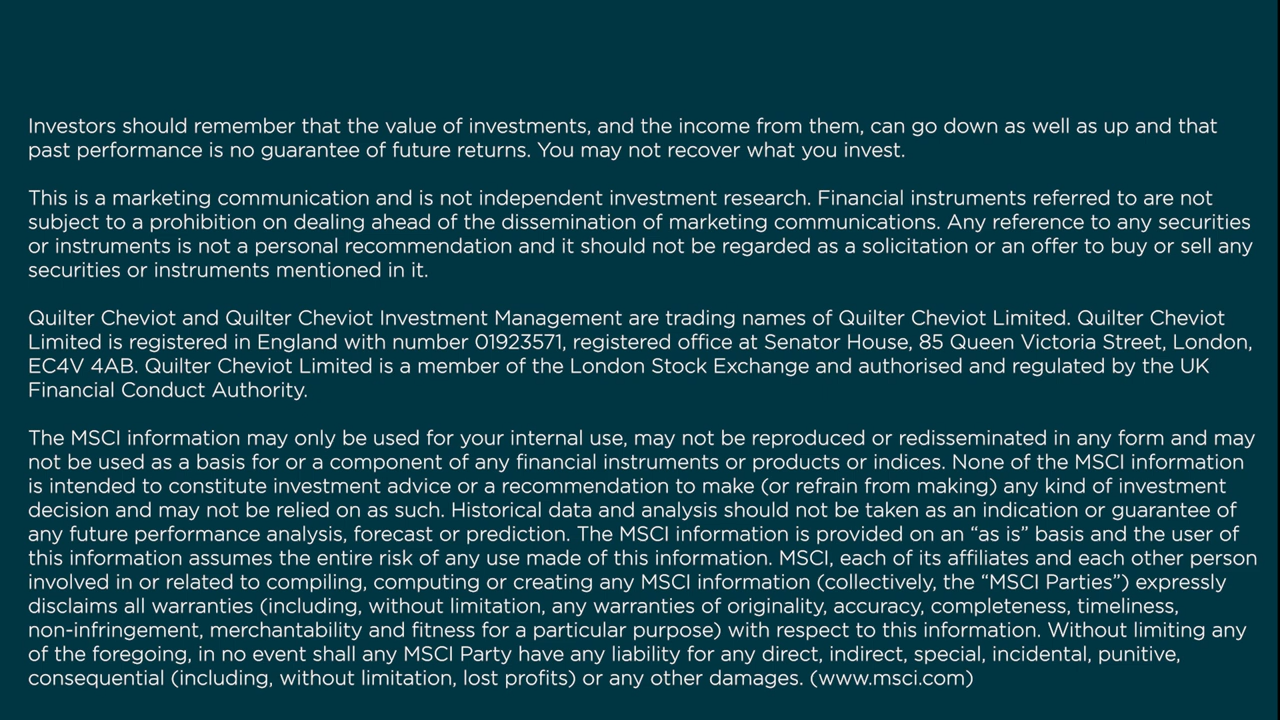 Investors should remember that the value of investments, and the income from them, can go down as well as up and that
past performance is no guarantee of future returns. You may not recover what you invest.
This is a marketing communication and is not independent investment research. Financial instruments referred to are not
subject to a prohibition on dealing ahead of the dissemination of marketing communications. Any reference to any securities
or instruments is not a personal recommendation and it should not be regarded as a solicitation or an offer to buy or sell any
securities or instruments mentioned in it.
Quilter Cheviot and Quilter Cheviot Investment Management are trading names of Quilter Cheviot Limited. Quilter Cheviot
Limited is registered in England with number 01923571, registered office at Senator House, 85 Queen Victoria Street, London,
EC4V 4AB. Quilter Cheviot Limited is a member of the London Stock Exchange and authorised and regulated by the UK
Financial Conduct Authority.
The MSCI information may only be used for your internal use, may not be reproduced or redisseminated in any form and may
not be used as a basis for or a component of any financial instruments or products or indices. None of the MSCI information
is intended to constitute investment advice or a recommendation to make (or refrain from making) any kind of investment
decision and may not be relied on as such. Historical data and analysis should not be taken as an indication or guarantee of
any future performance analysis, forecast or prediction. The MSCI information is provided on an “as is” basis and the user of
this information assumes the entire risk of any use made of this information. MSCI, each of its affiliates and each other person
involved in or related to compiling, computing or creating any MSCI information (collectively, the “MSCI Parties”) expressly
disclaims all warranties (including, without limitation, any warranties of originality, accuracy, completeness, timeliness,
non-infringement, merchantability and fitness for a particular purpose) with respect to this information. Without limiting any
of the foregoing, in no event shall any MSCI Party have any liability for any direct, indirect, special, incidental, punitive,
consequential (including, without limitation, lost profits) or any other damages. (www.msci.com)